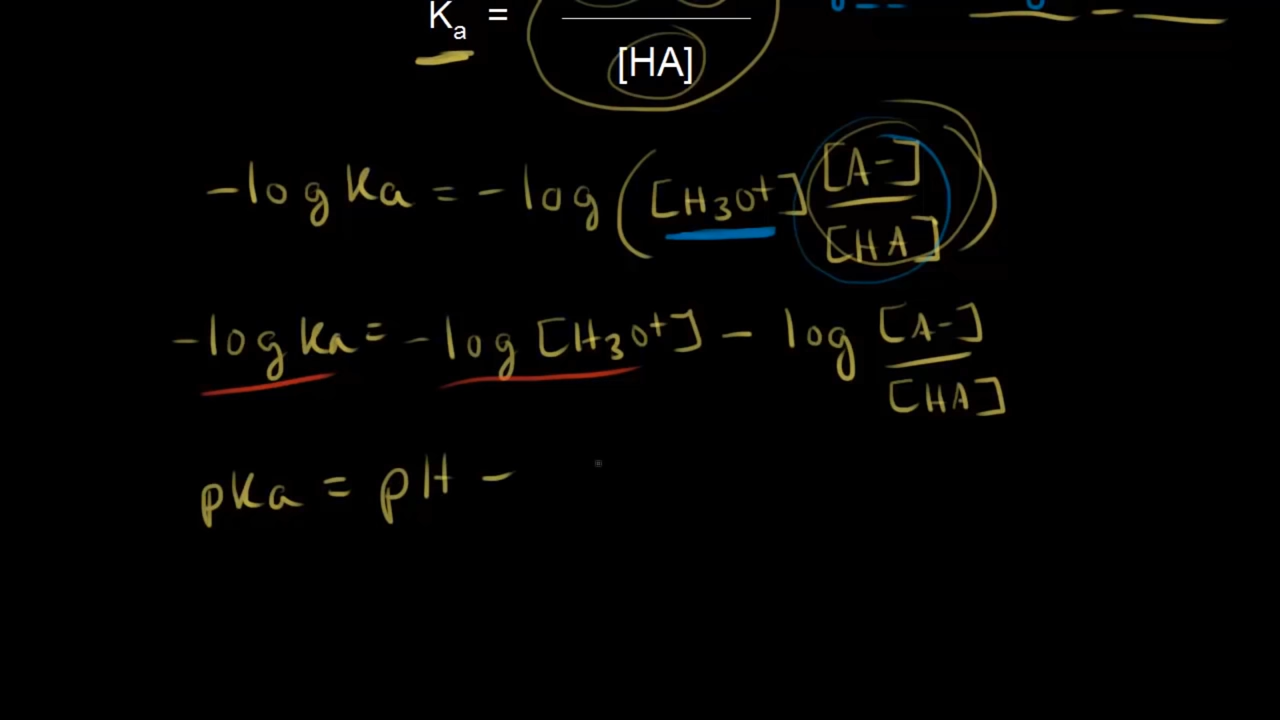 Ka =
[HA]
-log Ka = -log ([H3O+] [A-]
[HA])
-log Ka = -log [H3O+] - log [A-]
[HA]
pKa = pH -